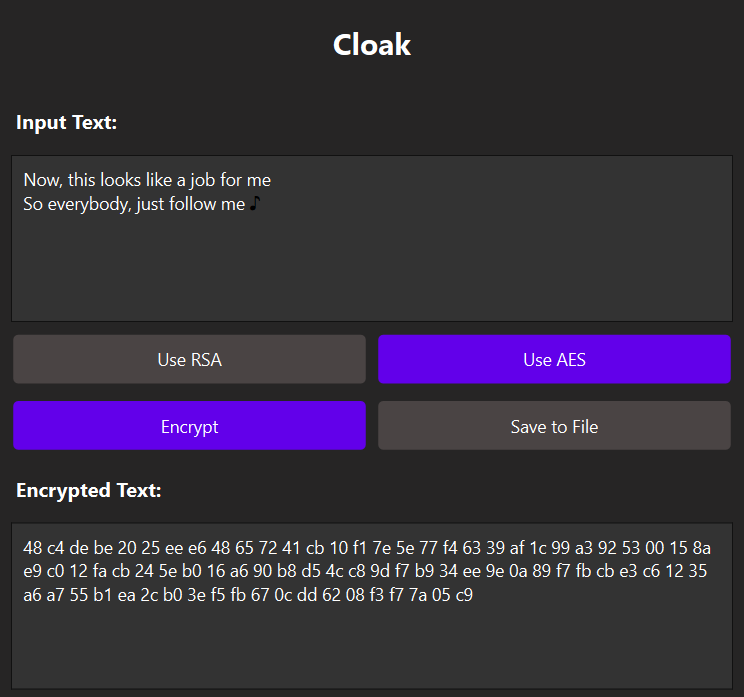 Cloak
Input Text:
Now, this looks like a job for me
So everybody, just follow me ♪
Use RSA
Use AES
Encrypt
Save to File
Encrypted Text:
48 c4 de be 20 25 ee e6 48 65 72 41 cb 10 f1 7e 5e 77 f4 63 39 af 1c 99 a3 92 53 00 15 8a
e9 c0 12 fa cb 24 5e b0 16 a6 90 b8 d5 4c c8 9d f7 b9 34 ee 9e 0a 89 f7 fb cb e3 c6 12 35
a6 a7 55 b1 ea 2c b0 3e f5 fb 67 0c dd 62 08 f3 f7 7a 05 c9